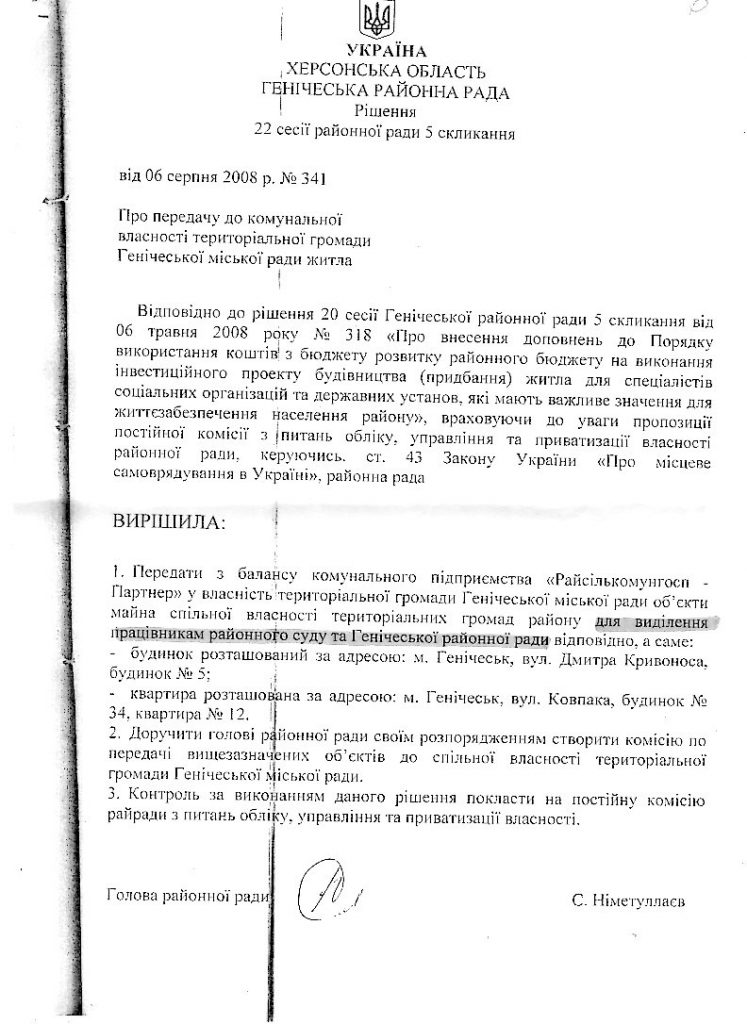 УКРАЇНА
ХЕРСОНСЬКА ОБЛАСТЬ
ГЕНІЧЕСЬКА РАЙОННА РАДА
Рішення
22 сесії районної ради 5 скликання
від 06 серпня 2008 р. № 341
Про передачу до комунальної
власності територіальної громади
Генічеської міської ради житла
Відповідно до рішення 20 сесії Генічеської районної ради 5 скликання від
06 травня 2008 року № 318 «Про внесення доповнень до Порядку
використання коштів з бюджету розвитку районного бюджету на виконання
інвестиційного проекту будівництва (придбання) житла для спеціалістів
соціальних організацій та державних установ, які мають важливе значення для
життєзабезпечення населення району», враховуючи до уваги пропозиції
постійної комісії з питань обліку, управління та приватизації власності
районної ради, керуючись. ст. 43 Закону України «Про місцеве
самоврядування в Україні», районна рада
ВИРІШИЛА:
1. Передати з балансу комунального підприємства «Райсількомунгосп -
Партнер» у власність територіальної громади Генічеської міської ради об'єкти
майна спільної власності територіальних громад району для виділення
працівникам районного суду та Генічеської районної ради відповідно, а саме:
- будинок розташований за адресою: м. Генічеськ, вул. Дмитра Кривоноса,
будинок № 5;
- квартира розташована за адресою: м. Генічеськ, вул. Ковпака, будинок №
34, квартира № 12.
2. Доручити голові районної ради своїм розпорядженням створити комісію по
передачі вищезазначених об'єктів до спільної власності територіальної
громади Генічеської міської ради.
3. Контроль за виконанням даного рішення покласти на постійну комісію
райради з питань обліку, управління та приватизації власності.
Голова районної ради С. Німетуллаєв